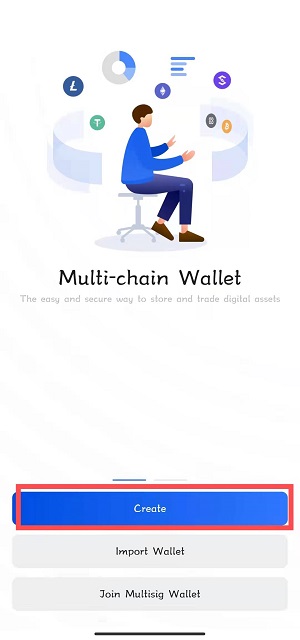 Multi-chain Wallet
The easy and secure way to store and trade digital assets
Create
Import Wallet
Join Multisig Wallet